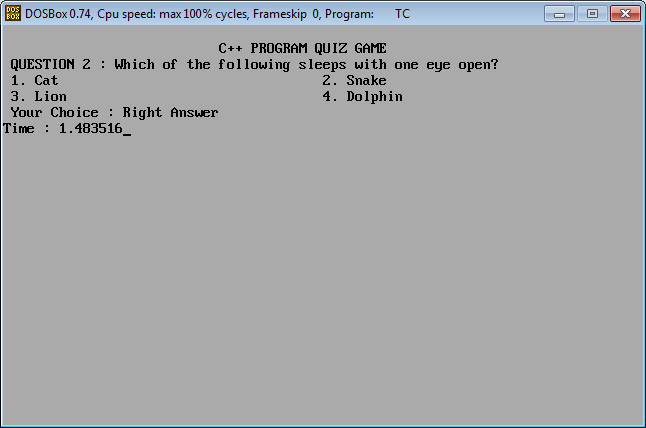 DOS BOX DOSBox 0.74, Cpu speed: max 100% cycles, Frameskip 0, Program: TC
C++ PROGRAM QUIZ GAME
QUESTION 2 : Which of the following sleeps with one eye open?
1. Cat 2. Snake
3. Lion 4. Dolphin
Your Choice : Right Answer
Time : 1.483516_